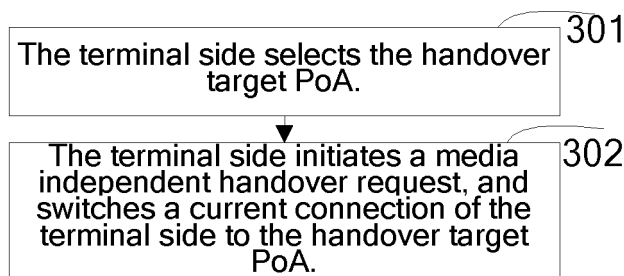 301
The terminal side selects the handover
target PoA.
302
The terminal side initiates a media
independent handover request, and
switches a current connection of the
terminal side to the handover target
PoA.